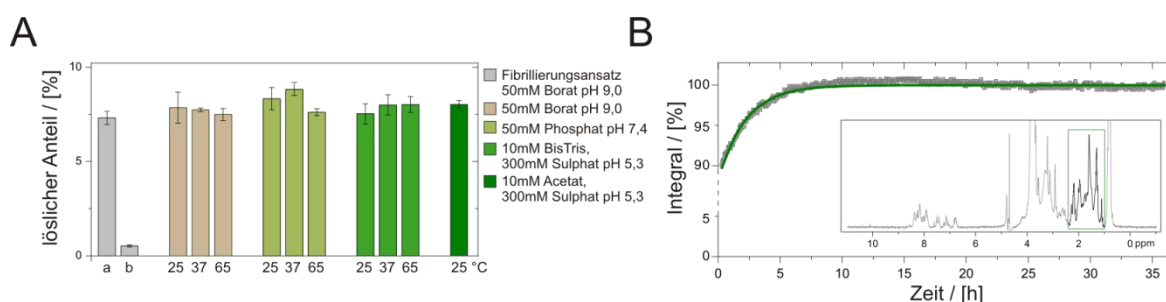 A
löslicher Anteil / [%]
10
5
0
a b 25 37 65 25 37 65 25 37 65 25 °C
Fibrillierungsansatz
50mM Borat pH 9,0
50mM Borat pH 9,0
50mM Phosphat pH 7,4
10mM BisTris,
300mM Sulphat pH 5,3
10mM Acetat,
300mM Sulphat pH 5,3
B
Integral / [%]
100
95
90
5
0
10 8 6 4 2 0 ppm
0 5 10 15 20 25 30 35
Zeit / [h]